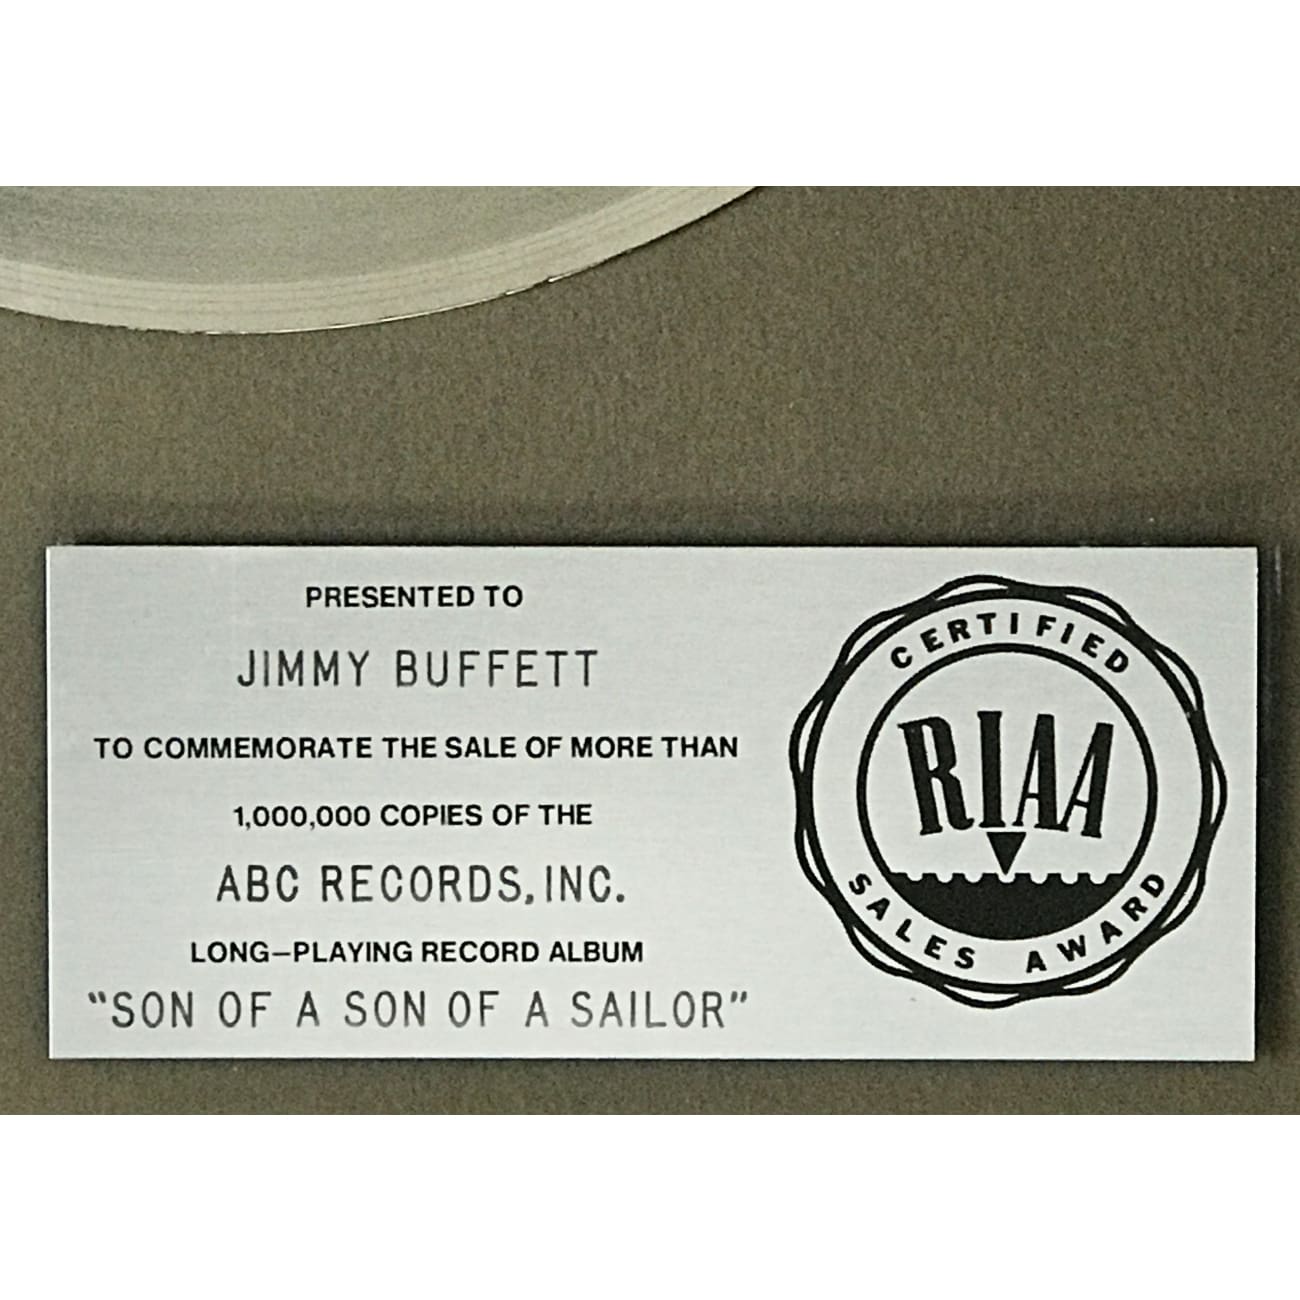 PRESENTED TO
JIMMY BUFFETT
TO COMMEMORATE THE SALE OF MORE THAN
1,000,000 COPIES OF THE
ABC RECORDS, INC.
LONG-PLAYING RECORD ALBUM
"SON OF A SON OF A SAILOR"
CERTIFIED
RIAA
SALES AWARD